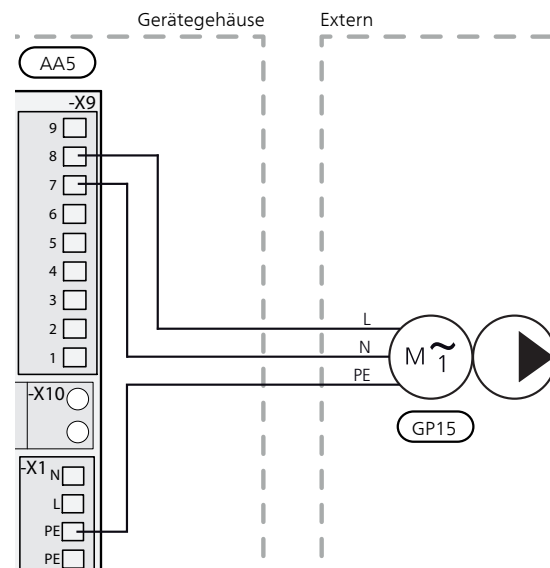 Gerätegehäuse
Extern
AA5
-X9
9
8
7
6
5
4
3
2
1
L
N
PE
M ~ 1
GP15
-X10
-X1
N
L
PE
PE